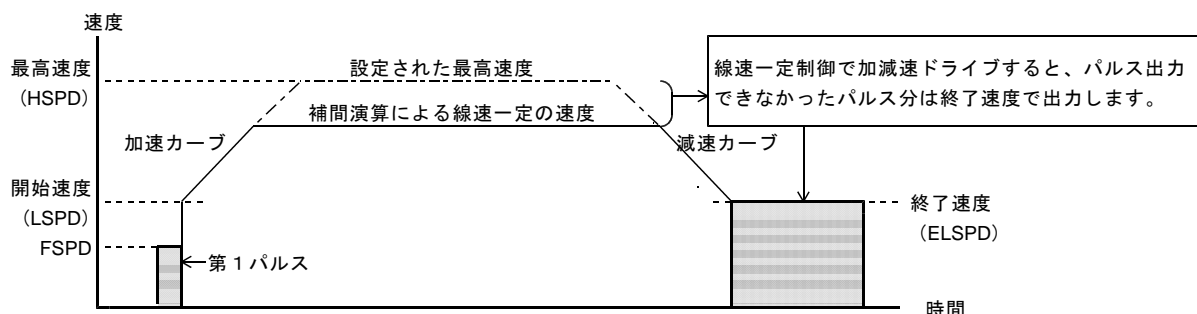 速度
最高速度
（HSPD）
設定された最高速度
線速一定制御で加減速ドライブすると、パルス出力
できなかったパルス分は終了速度で出力します。
補間演算による線速一定の速度
加速カーブ
減速カーブ
開始速度
（LSPD）
終了速度
（ELSPD）
FSPD
第１パルス
時間